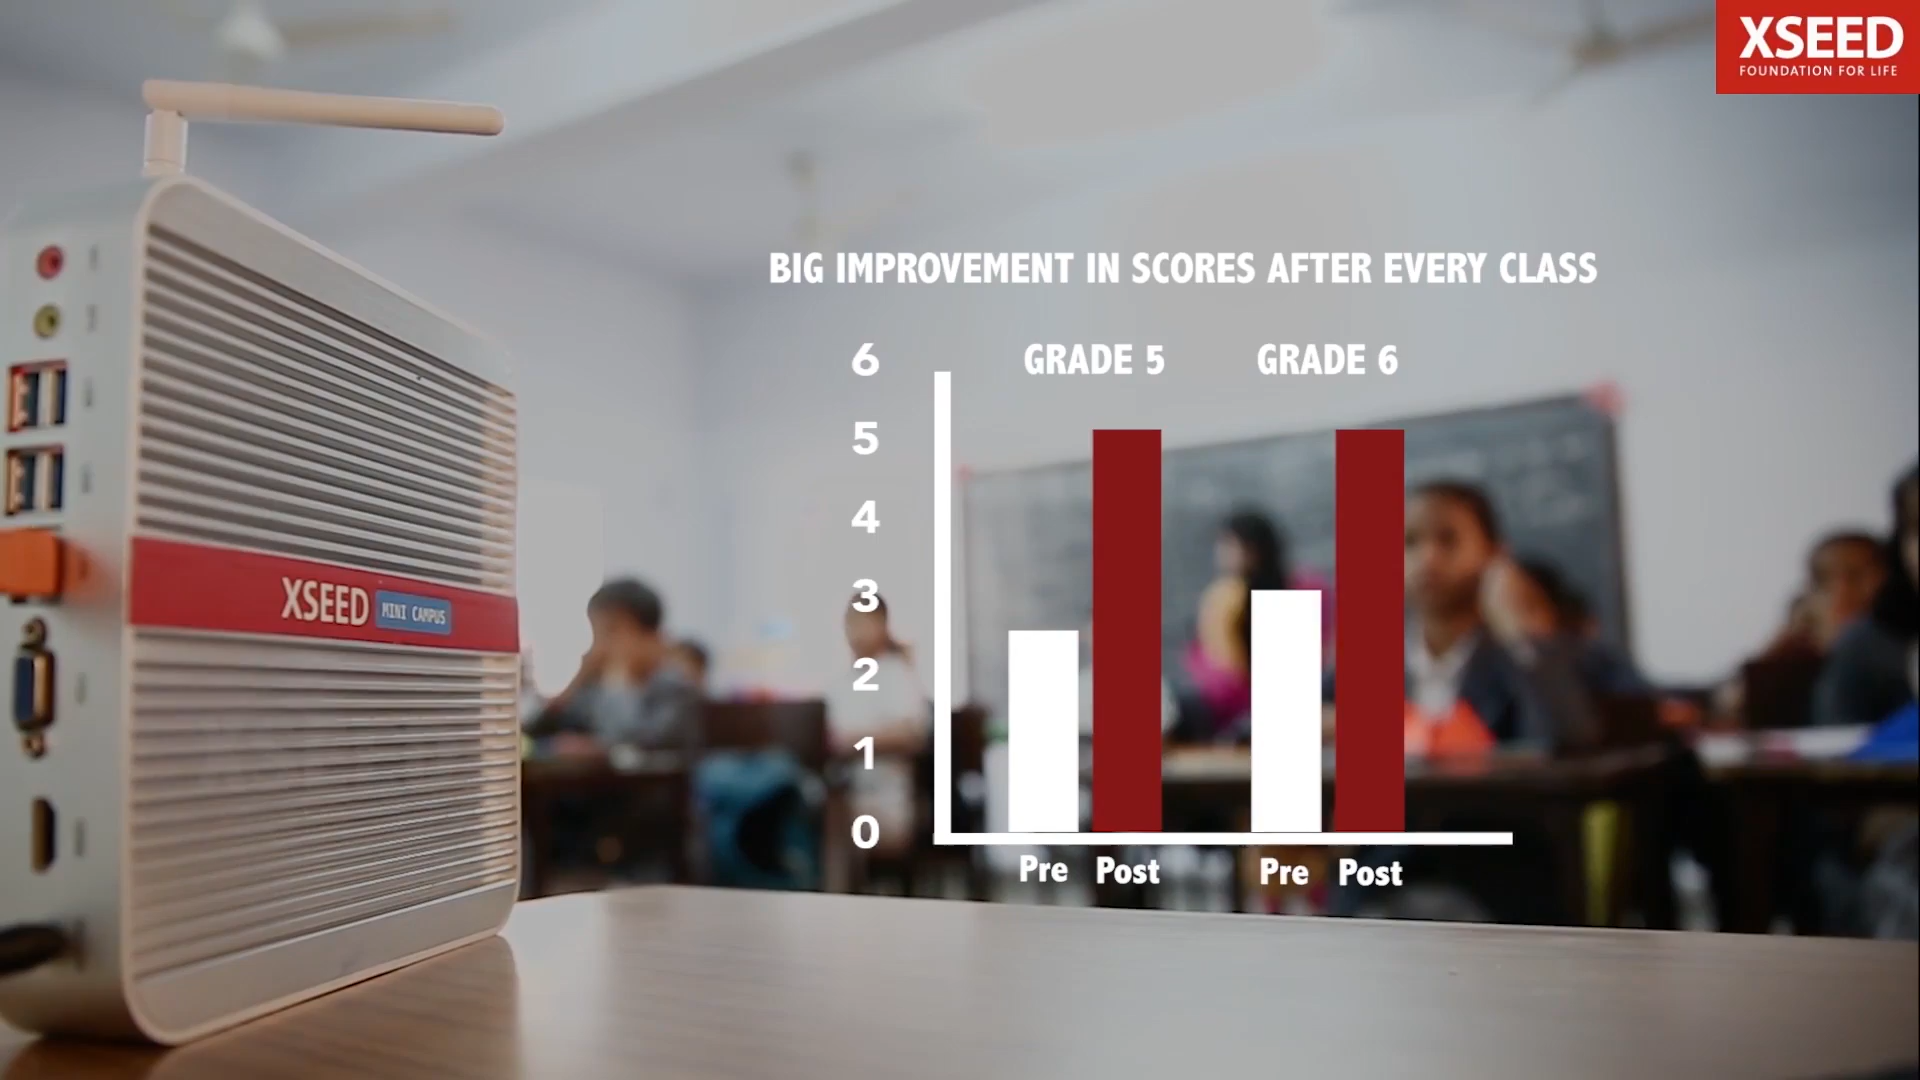 XSEED
FOUNDATION FOR LIFE
BIG IMPROVEMENT IN SCORES AFTER EVERY CLASS
6
GRADE 5
GRADE 6
5
4
3
2
1
0
Pre
Post
Pre
Post
XSEED
MINI CAMPUS